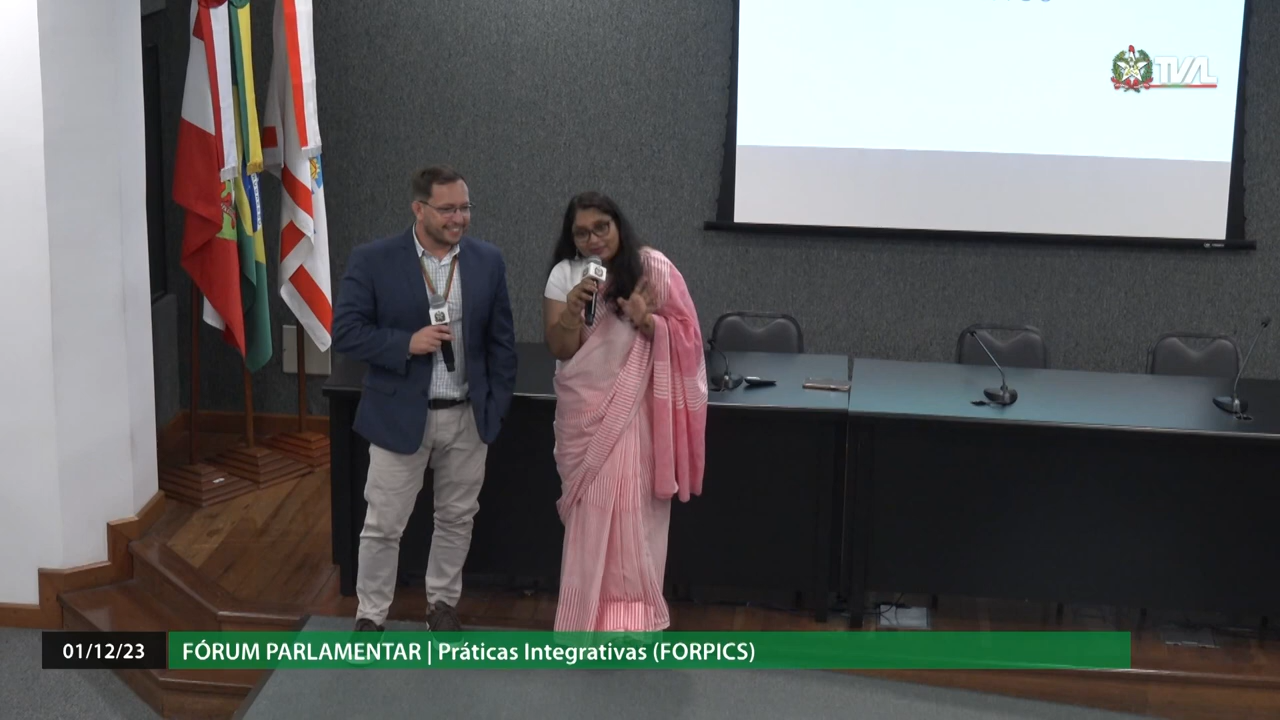 TVAL
01/12/23 FÓRUM PARLAMENTAR | Práticas Integrativas (FORPICS)